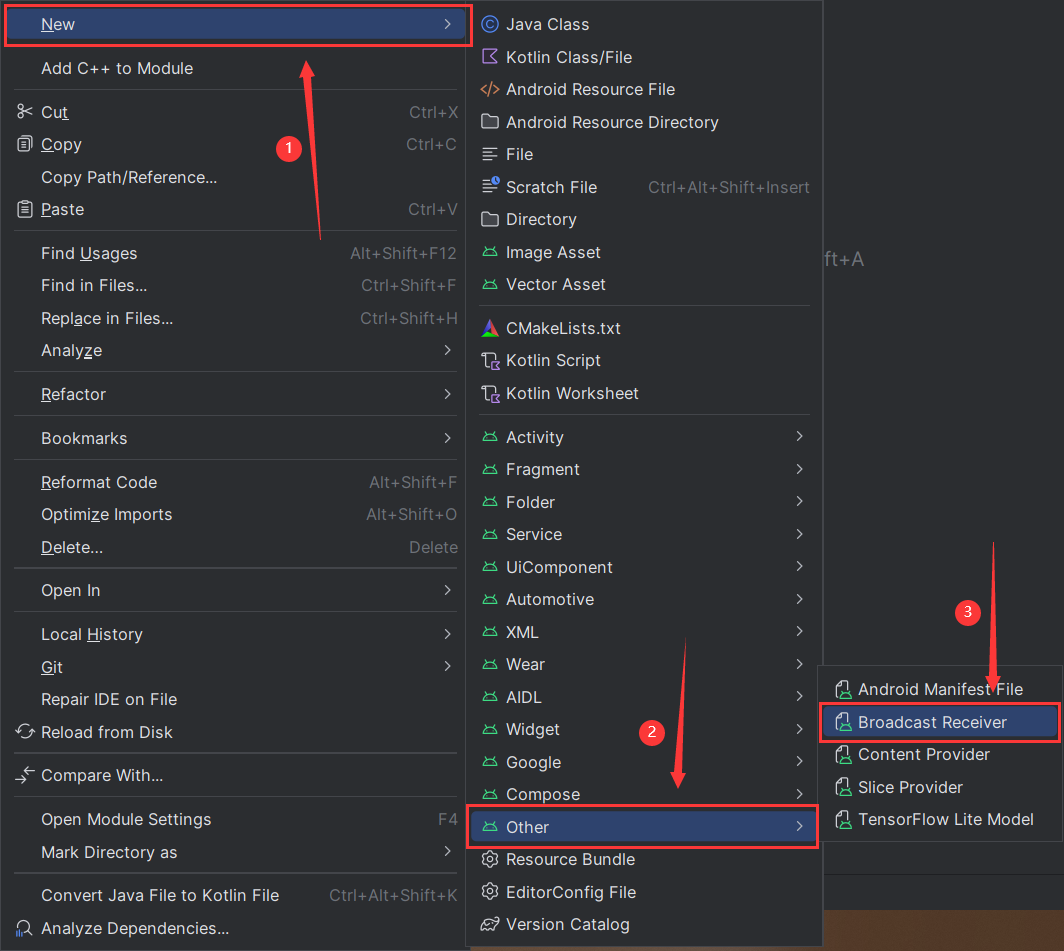 New
Add C++ to Module
Cut Ctrl+X
Copy Ctrl+C
Copy Path/Reference...
Paste Ctrl+V
Find Usages Alt+Shift+F12
Find in Files... Ctrl+Shift+F
Replace in Files... Ctrl+Shift+H
Analyze
Refactor
Bookmarks
Reformat Code Alt+Shift+F
Optimize Imports Alt+Shift+O
Delete... Delete
Open In
Local History
Git
Repair IDE on File
Reload from Disk
Compare With...
Open Module Settings F4
Mark Directory as
Convert Java File to Kotlin File Ctrl+Alt+Shift+K
Analyze Dependencies...
1
Java Class
Kotlin Class/File
Android Resource File
Android Resource Directory
File
Scratch File Ctrl+Alt+Shift+Insert
Directory
Image Asset
Vector Asset
CMakeLists.txt
Kotlin Script
Kotlin Worksheet
Activity
Fragment
Folder
Service
UiComponent
Automotive
XML
Wear
AIDL
Widget
Google
Compose
Other
Resource Bundle
EditorConfig File
Version Catalog
2
ft+A
3
Android Manifest File
Broadcast Receiver
Content Provider
Slice Provider
TensorFlow Lite Model